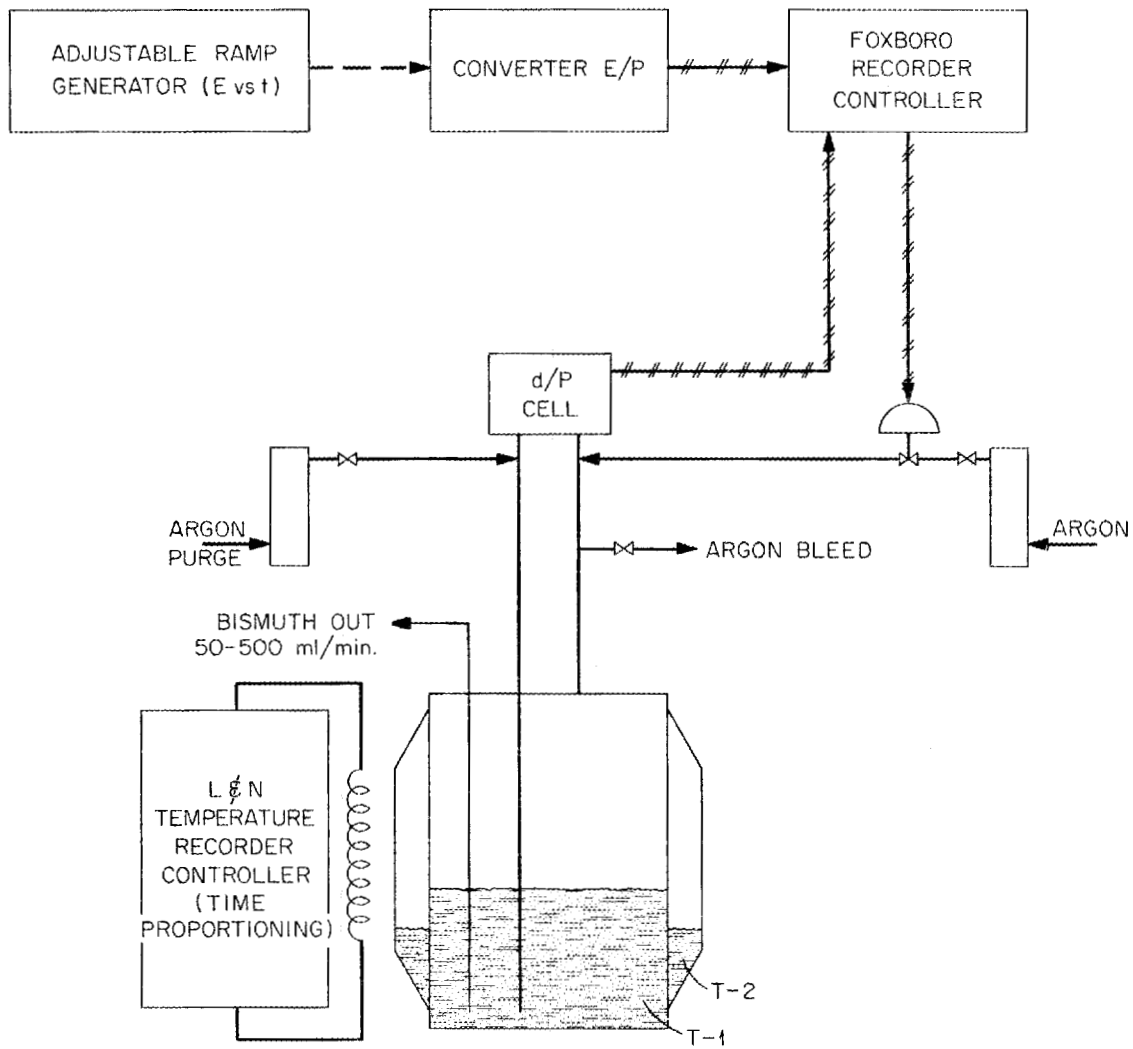 ADJUSTABLE RAMP
GENERATOR (E vs t)
CONVERTER E/P
FOXBORO
RECORDER
CONTROLLER
d/P
CELL
ARGON
PURGE
ARGON
ARGON BLEED
BISMUTH OUT
50-500 ml/min.
L & N
TEMPERATURE
RECORDER
CONTROLLER
(TIME
PROPORTIONING)
T-2
T-1